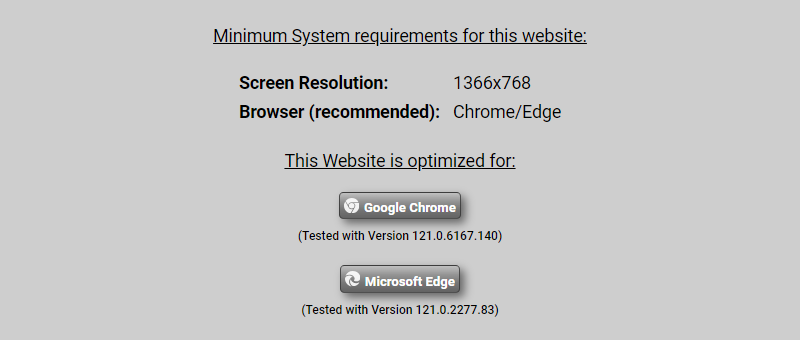 Minimum System requirements for this website:
Screen Resolution: 1366x768
Browser (recommended): Chrome/Edge
This Website is optimized for:
Google Chrome
(Tested with Version 121.0.6167.140)
Microsoft Edge
(Tested with Version 121.0.2277.83)